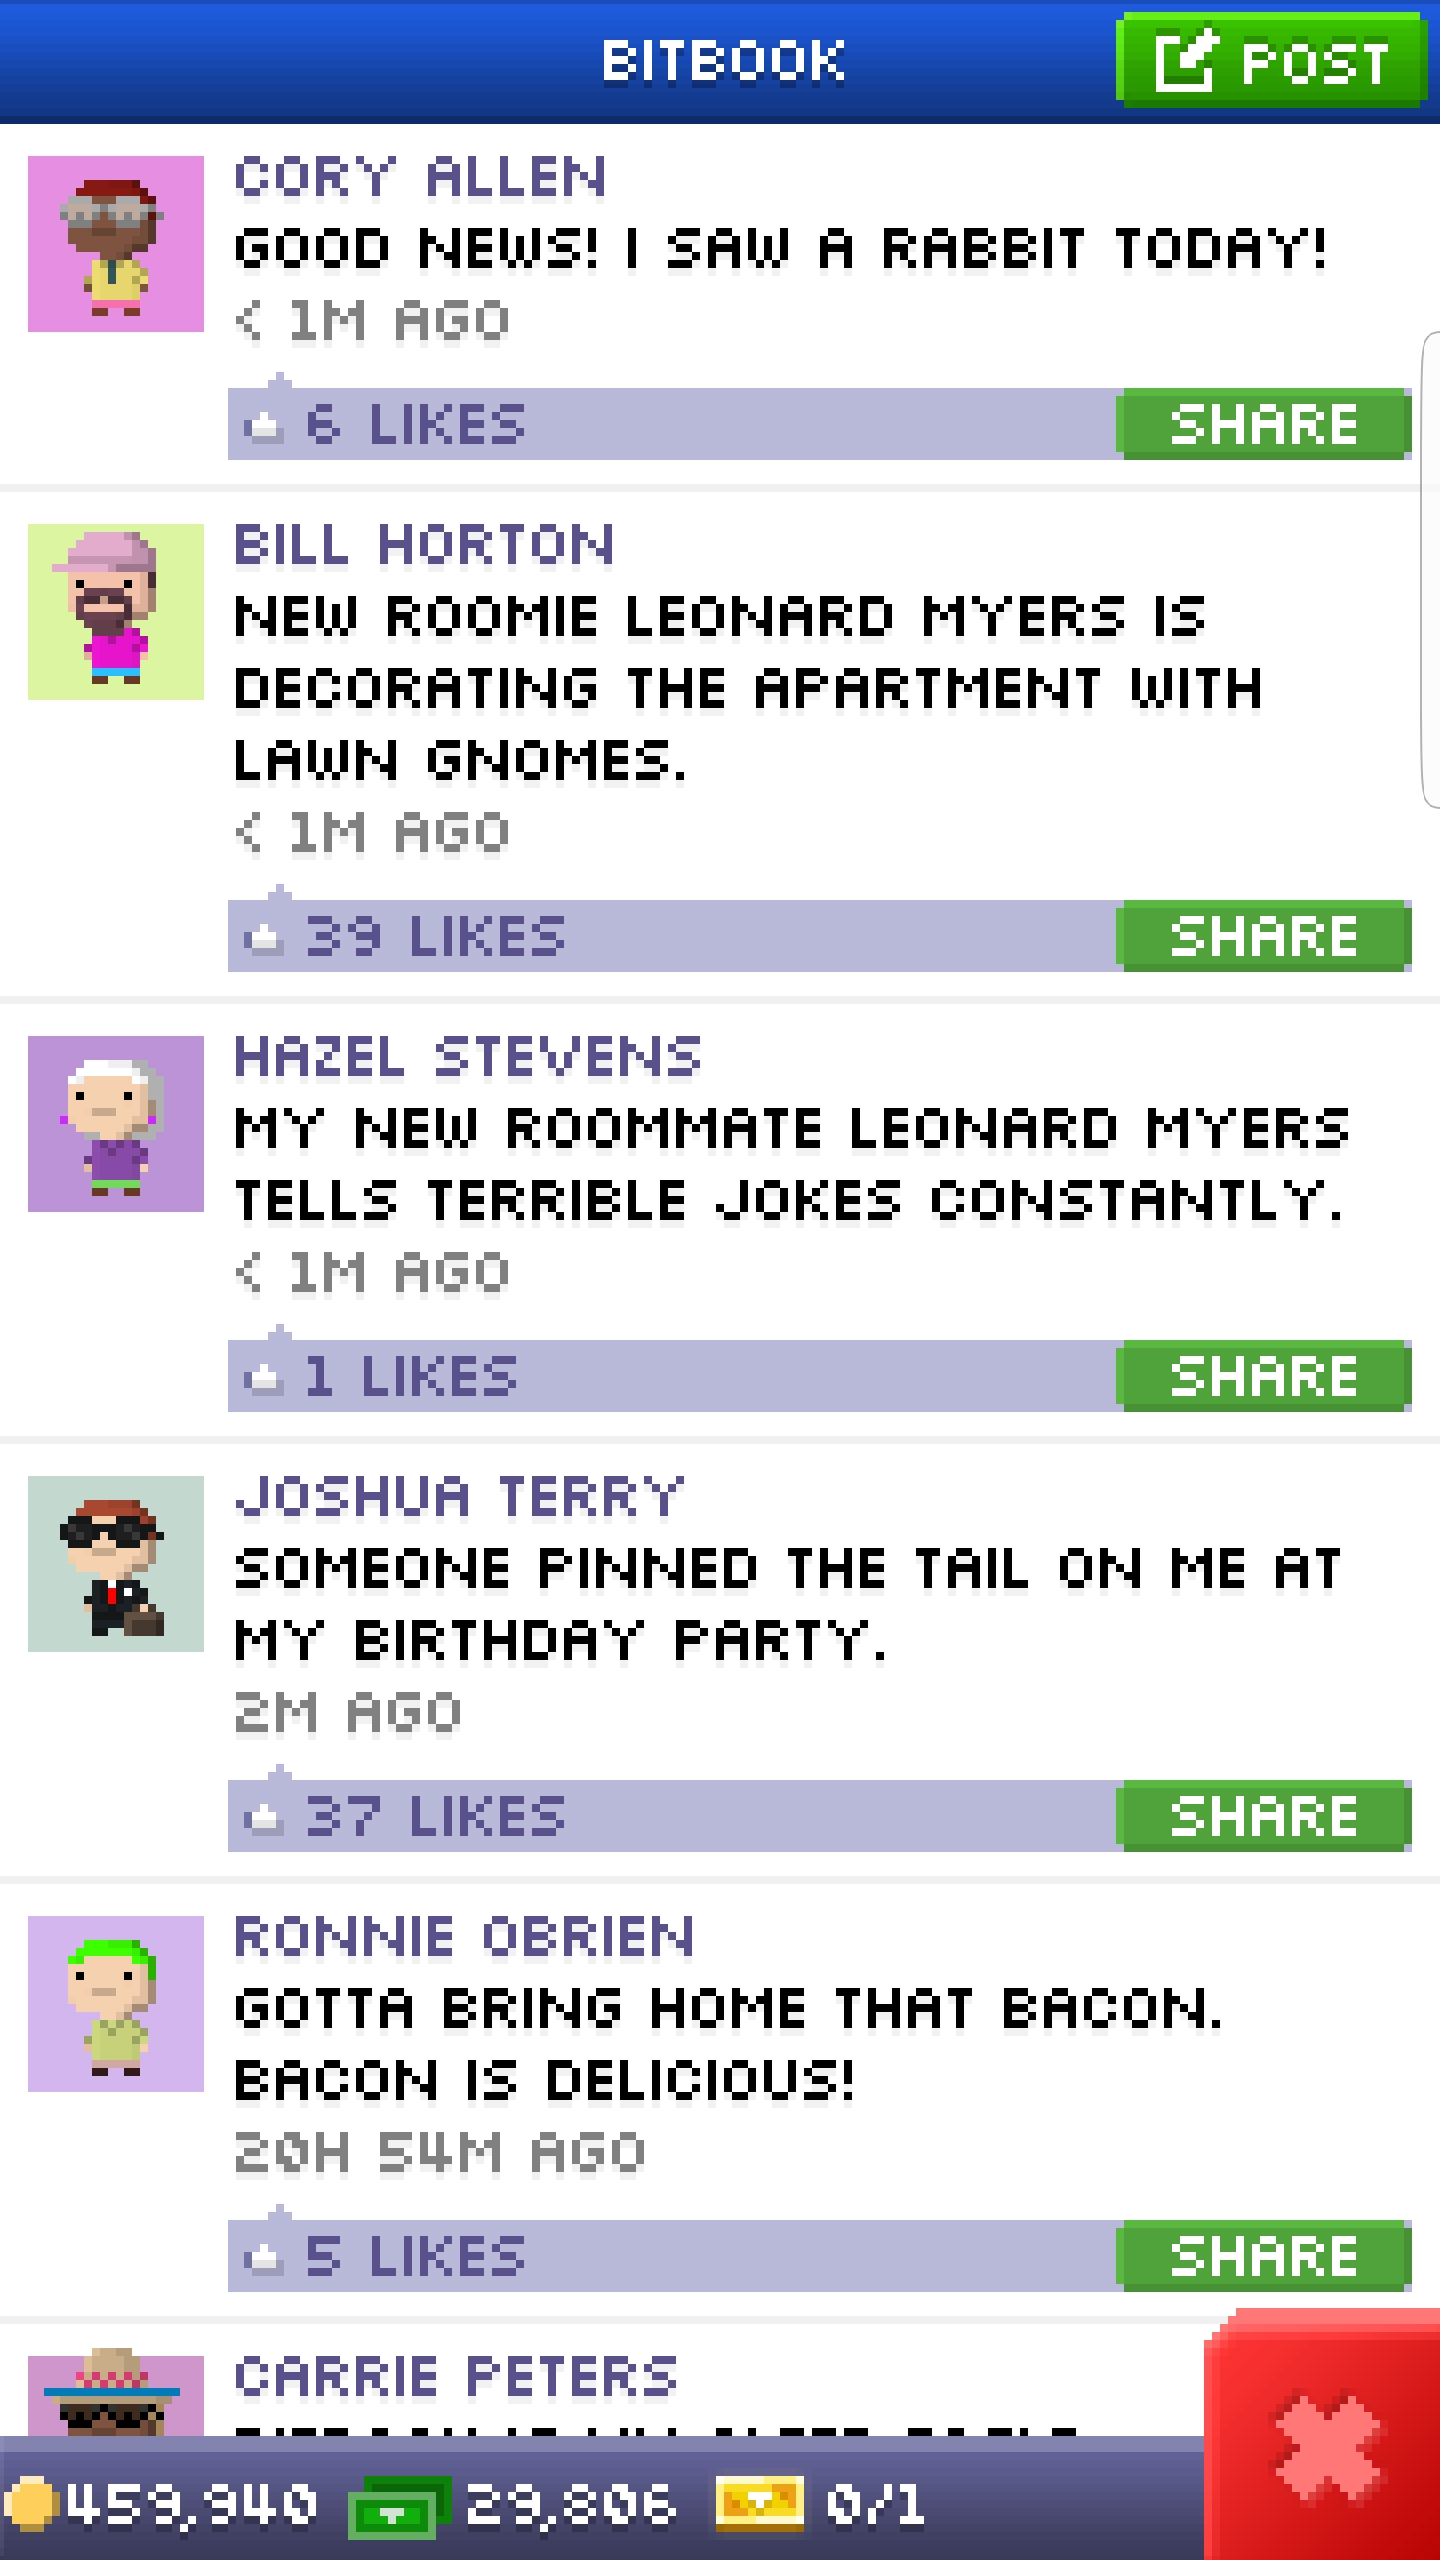 BITBOOK
POST
CORY ALLEN
GOOD NEWS! I SAW A RABBIT TODAY!
< 1M AGO
6 LIKES
SHARE
BILL HORTON
NEW ROOMIE LEONARD MYERS IS
DECORATING THE APARTMENT WITH
LAWN GNOMES.
< 1M AGO
39 LIKES
SHARE
HAZEL STEVENS
MY NEW ROOMMATE LEONARD MYERS
TELLS TERRIBLE JOKES CONSTANTLY.
< 1M AGO
1 LIKES
SHARE
JOSHUA TERRY
SOMEONE PINNED THE TAIL ON ME AT
MY BIRTHDAY PARTY.
2M AGO
37 LIKES
SHARE
RONNIE OBRIEN
GOTTA BRING HOME THAT BACON.
BACON IS DELICIOUS!
20H 54M AGO
5 LIKES
SHARE
CARRIE PETERS
459,940
29,806
0/1